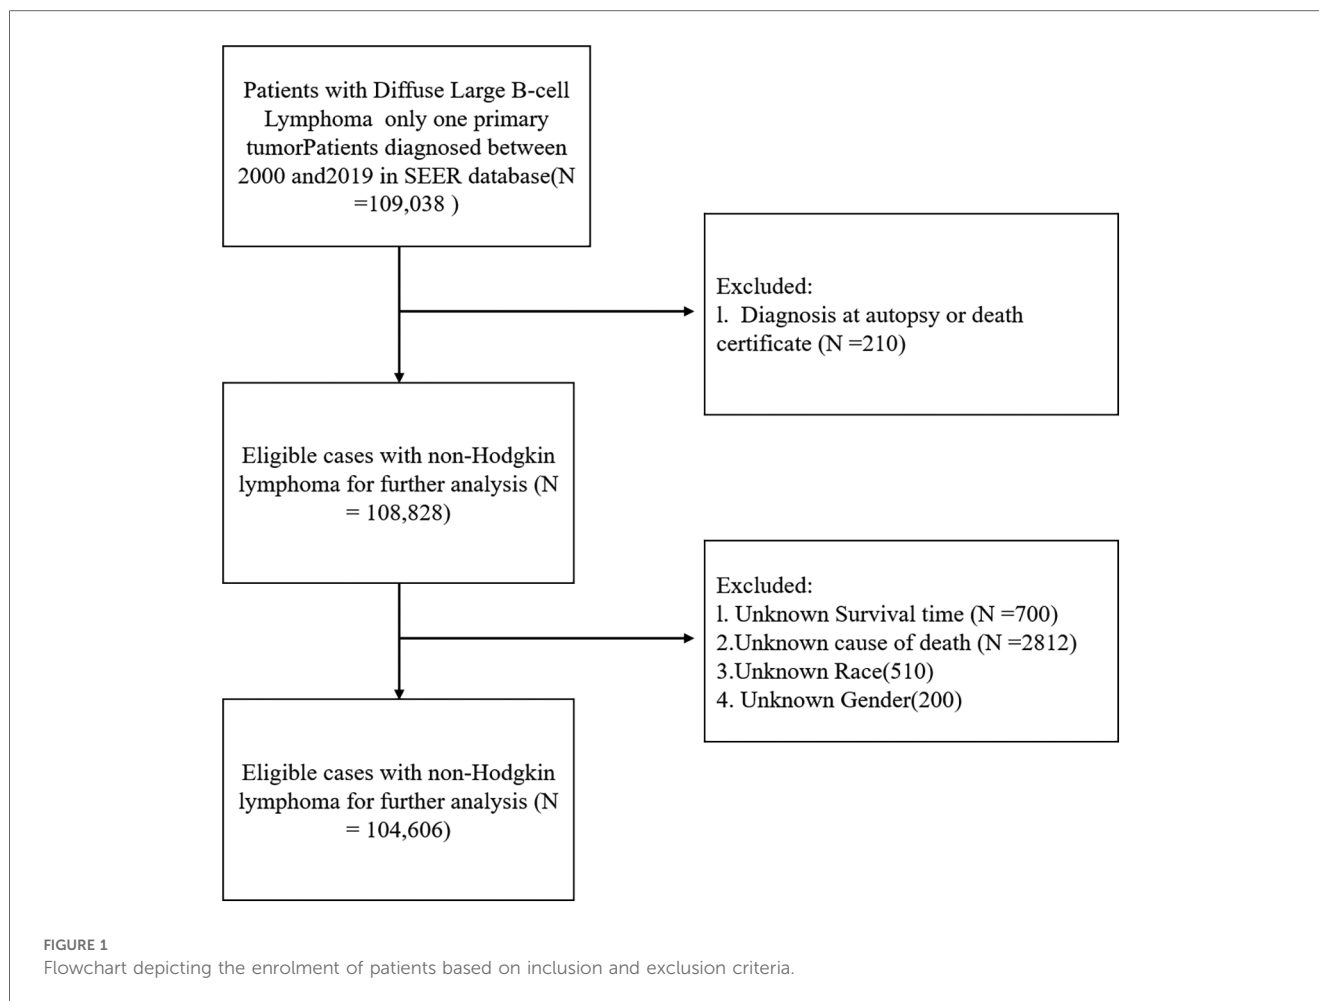 Patients with Diffuse Large B-cell
Lymphoma  only one primary
tumorPatients diagnosed between
2000 and2019 in SEER database(N
=109,038 )
Excluded:
l.  Diagnosis at autopsy or death
certificate (N =210)
Eligible cases with non-Hodgkin
lymphoma for further analysis (N
= 108,828)
Excluded:
l. Unknown Survival time (N =700)
2.Unknown cause of death (N =2812)
3.Unknown Race(510)
4. Unknown Gender(200)
Eligible cases with non-Hodgkin
lymphoma for further analysis (N
= 104,606)
FIGURE 1
Flowchart depicting the enrolment of patients based on inclusion and exclusion criteria.